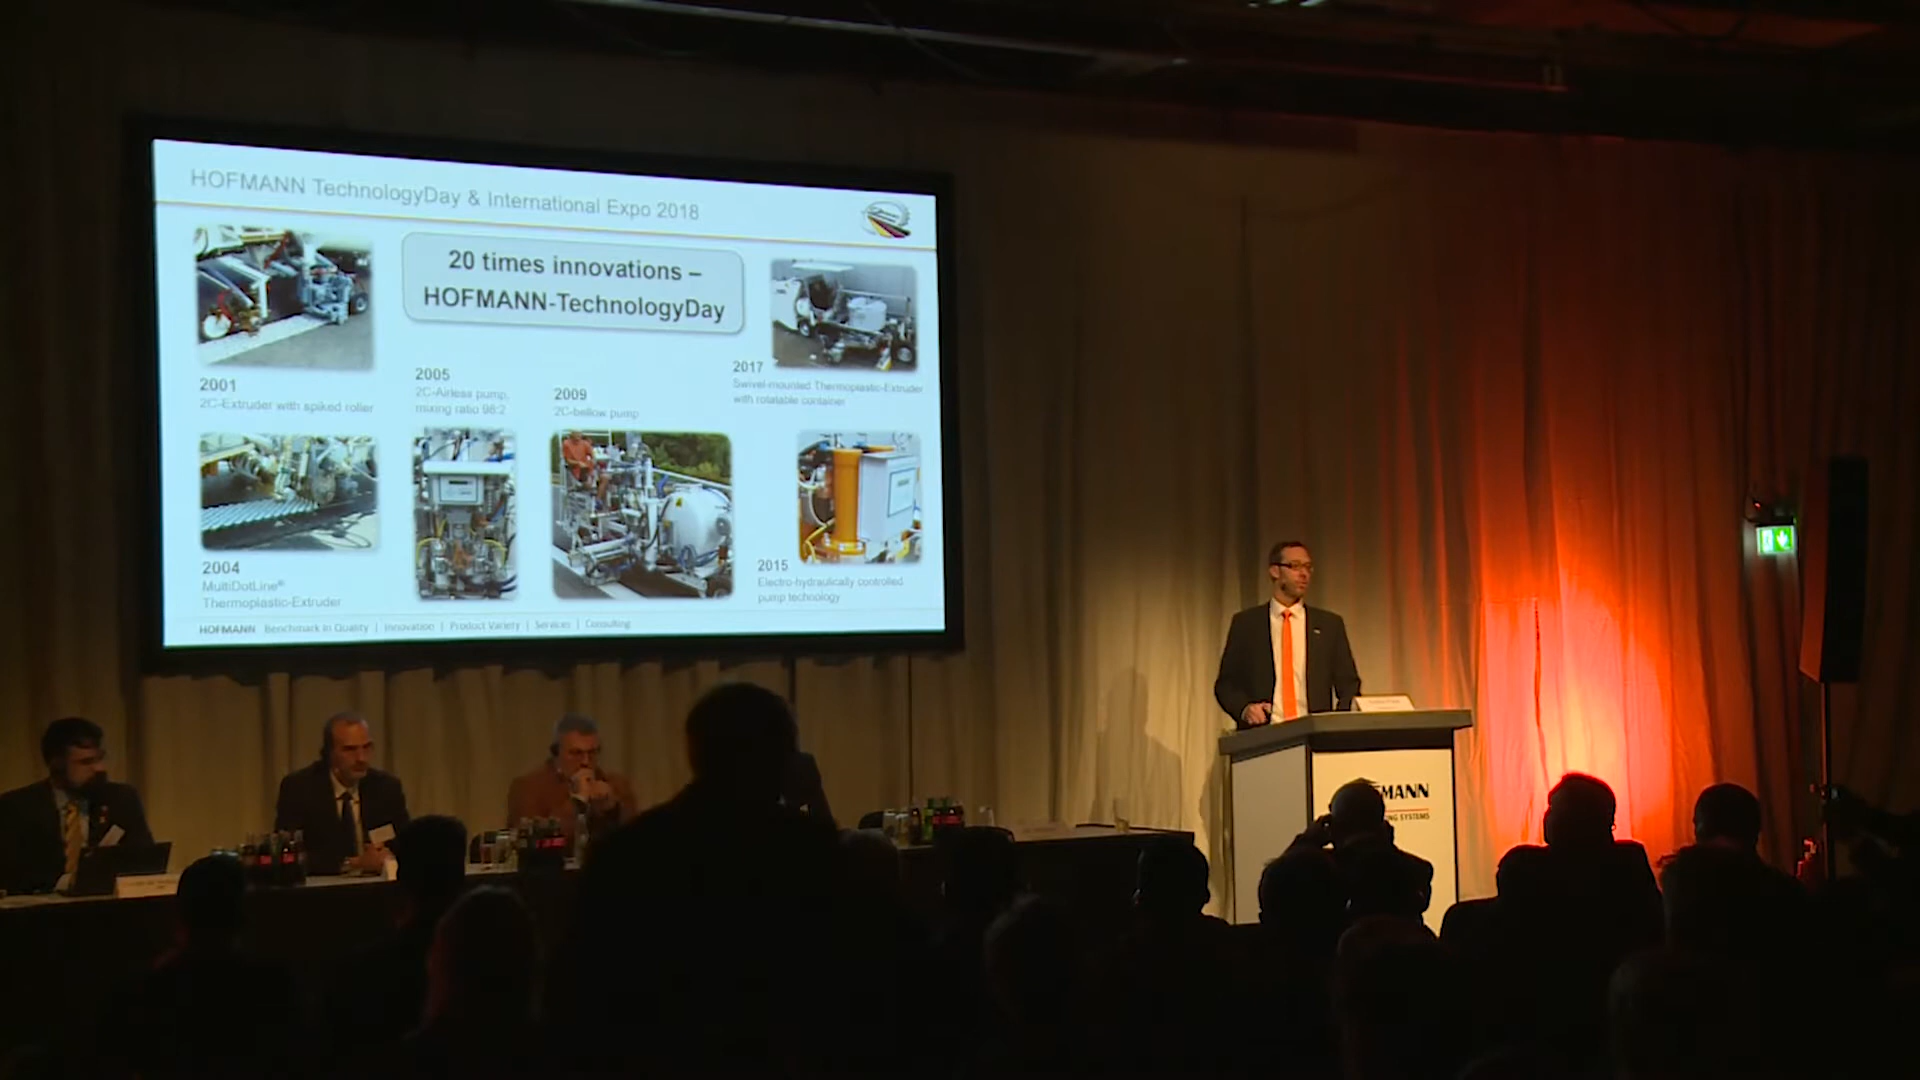 HOFMANN TechnologyDay & International Expo 2018
20 times innovations –
HOFMANN-TechnologyDay
2001
2C-Extruder with spiked roller
2004
MultiDotLine®
Thermoplastic-Extruder
2005
2C-Airless pump,
mixing ratio 98:2
2009
2C-bellow pump
2017
Swivel-mounted Thermoplastic-Extruder
with rotatable container
2015
Electro-hydraulically controlled
pump technology
HOFMANN Benchmark in Quality | Innovation | Product Variety | Services | Consulting
MANN
NG SYSTEMS